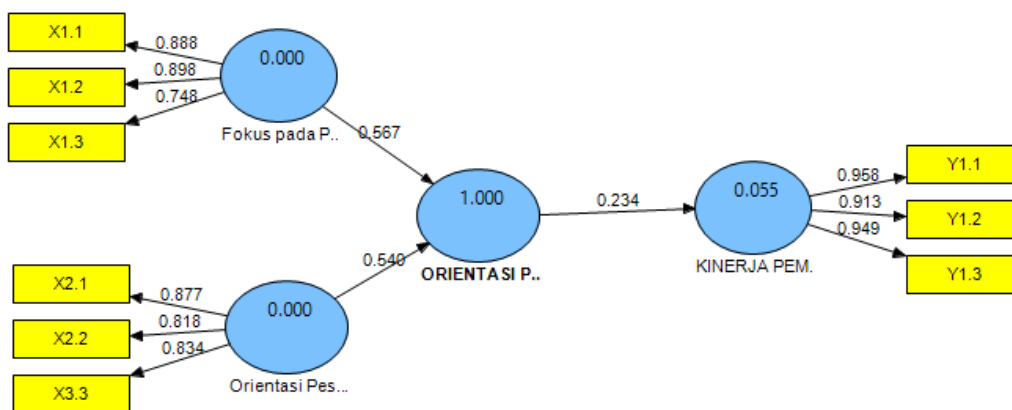 X1.1
0.888
X1.2
0.898
X1.3
0.748
0.000
Fokus pada P..
0.567
X2.1
0.877
X2.2
0.818
X3.3
0.834
0.000
Orientasi Pes...
0.540
1.000
ORIENTASI P..
0.234
0.055
KINERJA PEM.
0.958
Y1.1
0.913
Y1.2
0.949
Y1.3